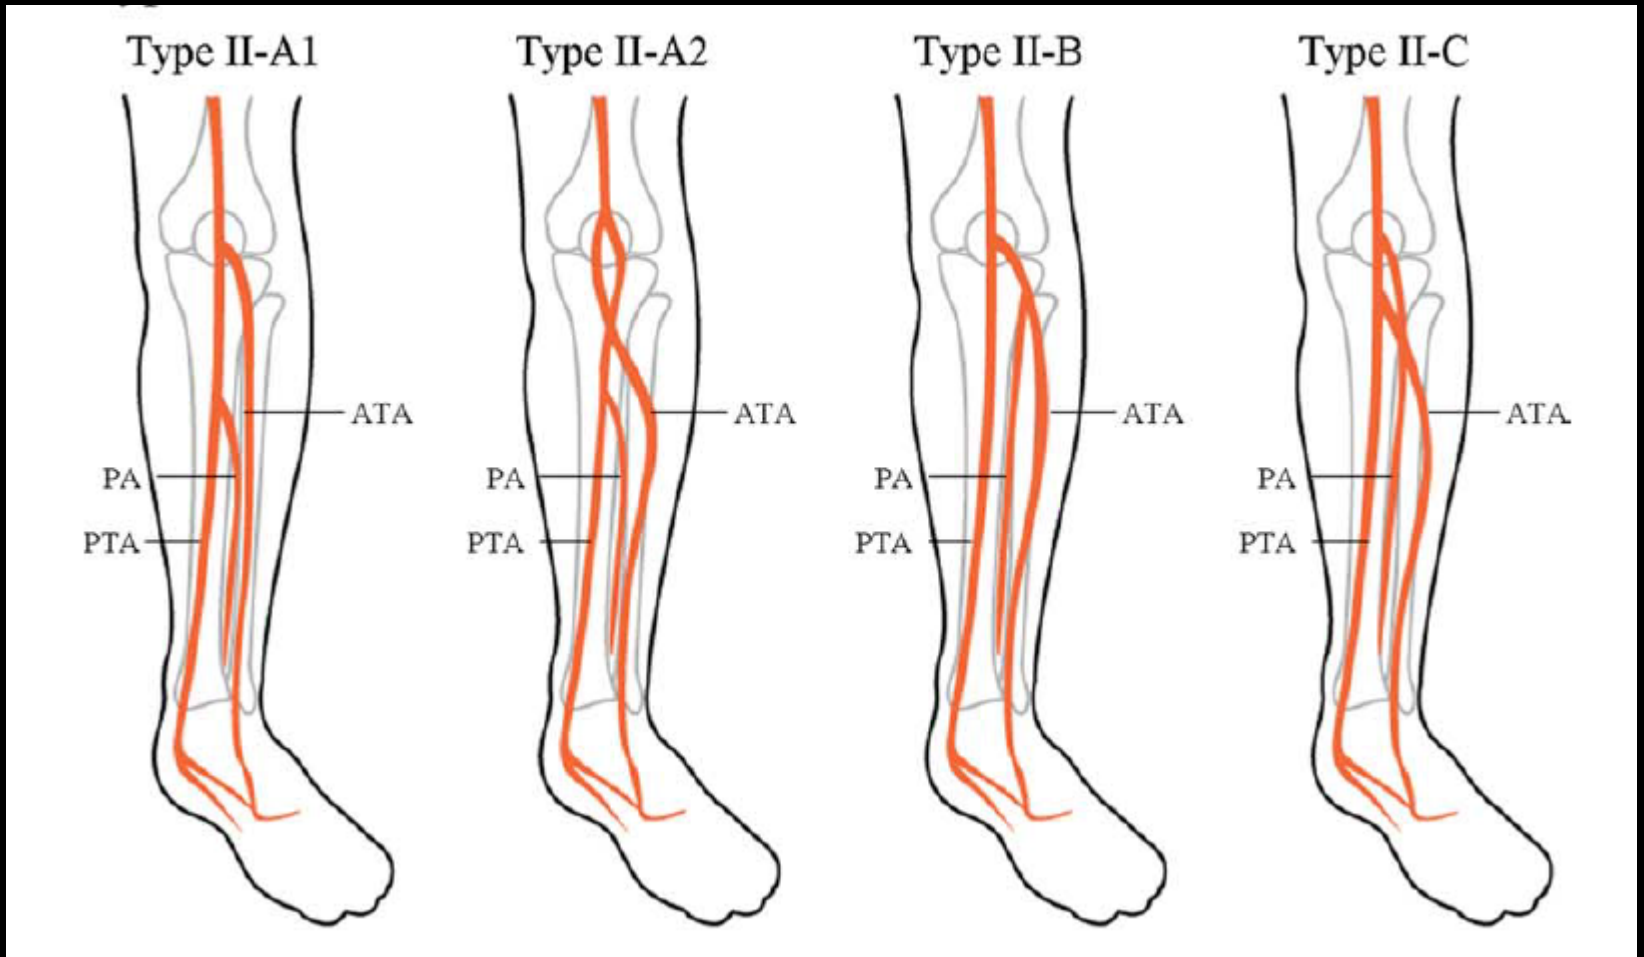 Type II-A1
Type II-A2
Type II-B
Type II-C
ATA
PA
PTA
ATA
PA
PTA
ATA
PA
PTA
ATA.
PA
PTA